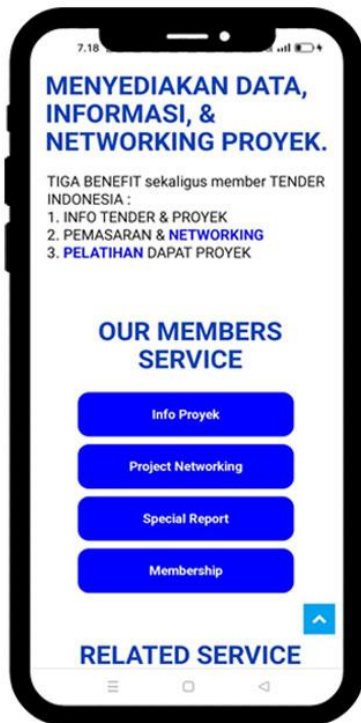 7.18
MENYEDIAKAN DATA,
INFORMASI, &
NETWORKING PROYEK.
TIGA BENEFIT sekaligus member TENDER
INDONESIA :
1. INFO TENDER & PROYEK
2. PEMASARAN & NETWORKING
3. PELATIHAN DAPAT PROYEK
OUR MEMBERS
SERVICE
Info Proyek
Project Networking
Special Report
Membership
RELATED SERVICE